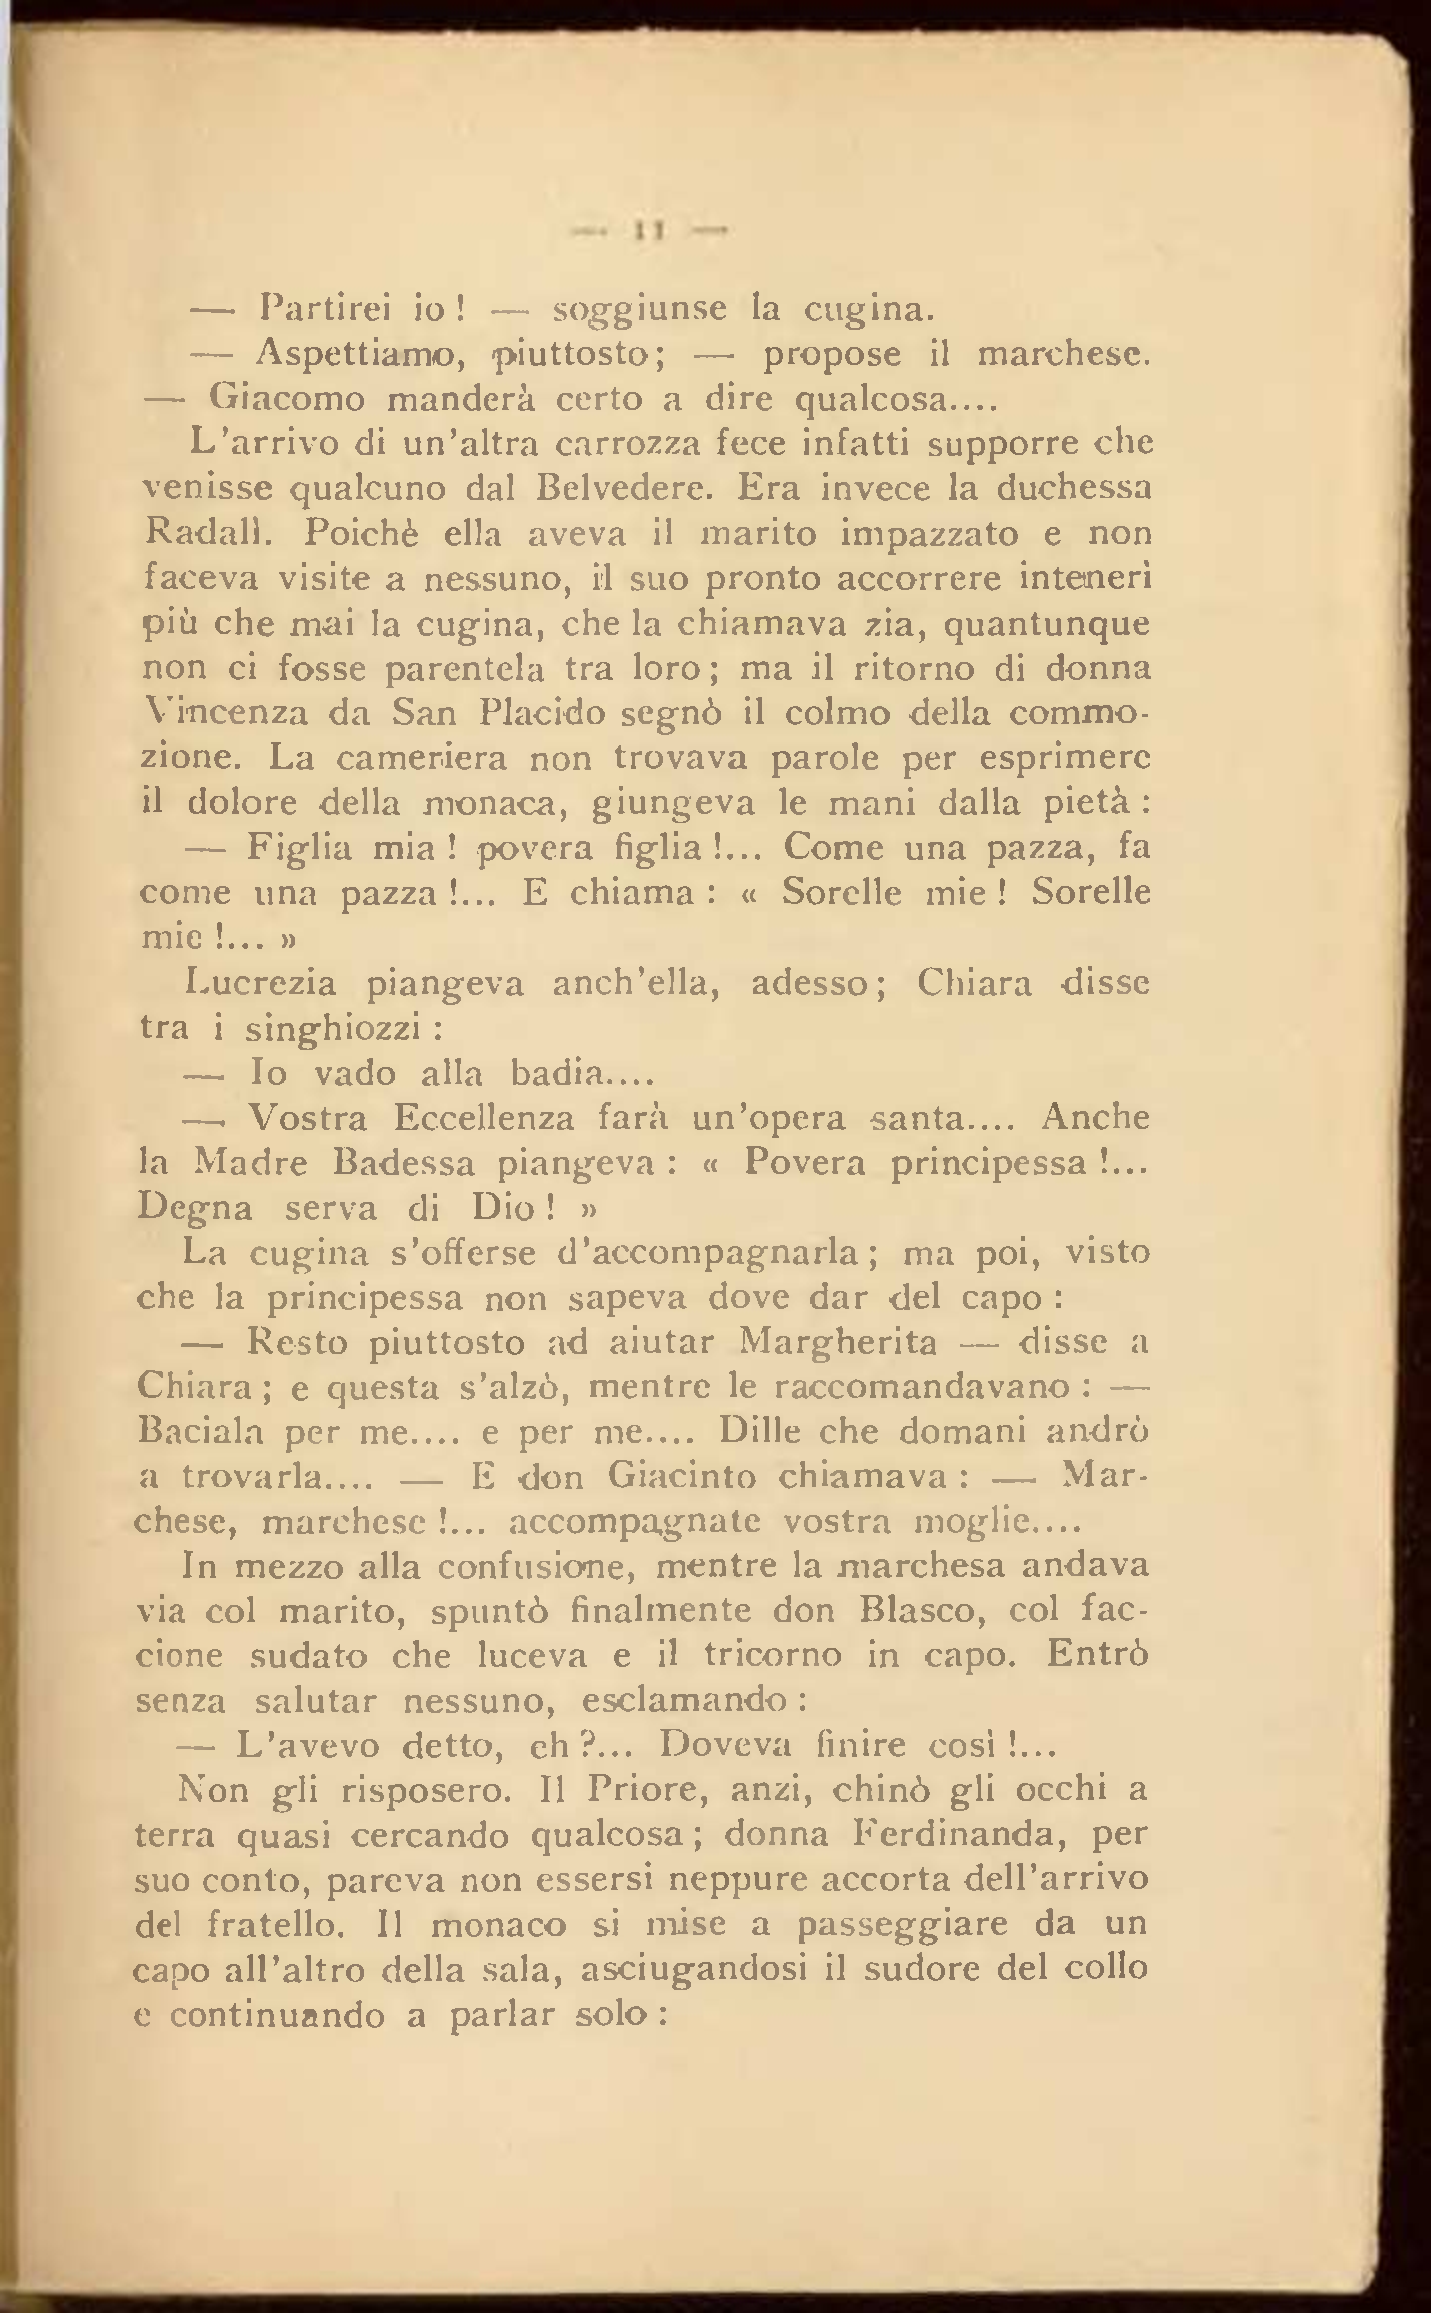 — 11 —
— Partirei io ! — soggiunse la cugina.
— Aspettiamo, piuttosto ; — propose il marchese.
— Giacomo manderà certo a dire qualcosa....
L'arrivo di un'altra carrozza fece infatti supporre che
venisse qualcuno dal Belvedere. Era invece la duchessa
Radalì. Poichè ella aveva il marito impazzato e non
faceva visite a nessuno, il suo pronto accorrere intenerì
più che mai la cugina, che la chiamava zia, quantunque
non ci fosse parentela tra loro ; ma il ritorno di donna
Vincenza da San Placido segnò il colmo della commo-
zione. La cameriera non trovava parole per esprimere
il dolore della monaca, giungeva le mani dalla pietà :
— Figlia mia ! povera figlia !... Come una pazza, fa
come una pazza !... E chiama : « Sorelle mie ! Sorelle
mie !... »
Lucrezia piangeva anch'ella, adesso ; Chiara disse
tra i singhiozzi :
— Io vado alla badia....
— Vostra Eccellenza farà un'opera santa.... Anche
la Madre Badessa piangeva : « Povera principessa !...
Degna serva di Dio ! »
La cugina s'offerse d'accompagnarla ; ma poi, visto
che la principessa non sapeva dove dar del capo :
— Resto piuttosto ad aiutar Margherita — disse a
Chiara ; e questa s'alzò, mentre le raccomandavano : —
Baciala per me.... e per me.... Dille che domani andrò
a trovarla.... — E don Giacinto chiamava : — Mar-
chese, marchese !... accompagnate vostra moglie....
In mezzo alla confusione, mentre la marchesa andava
via col marito, spuntò finalmente don Blasco, col fac-
cione sudato che luceva e il tricorno in capo. Entrò
senza salutar nessuno, esclamando :
— L'avevo detto, eh ?... Doveva finire così !...
Non gli risposero. Il Priore, anzi, chinò gli occhi a
terra quasi cercando qualcosa ; donna Ferdinanda, per
suo conto, pareva non essersi neppure accorta dell'arrivo
del fratello. Il monaco si mise a passeggiare da un
capo all'altro della sala, asciugandosi il sudore del collo
e continuando a parlar solo :